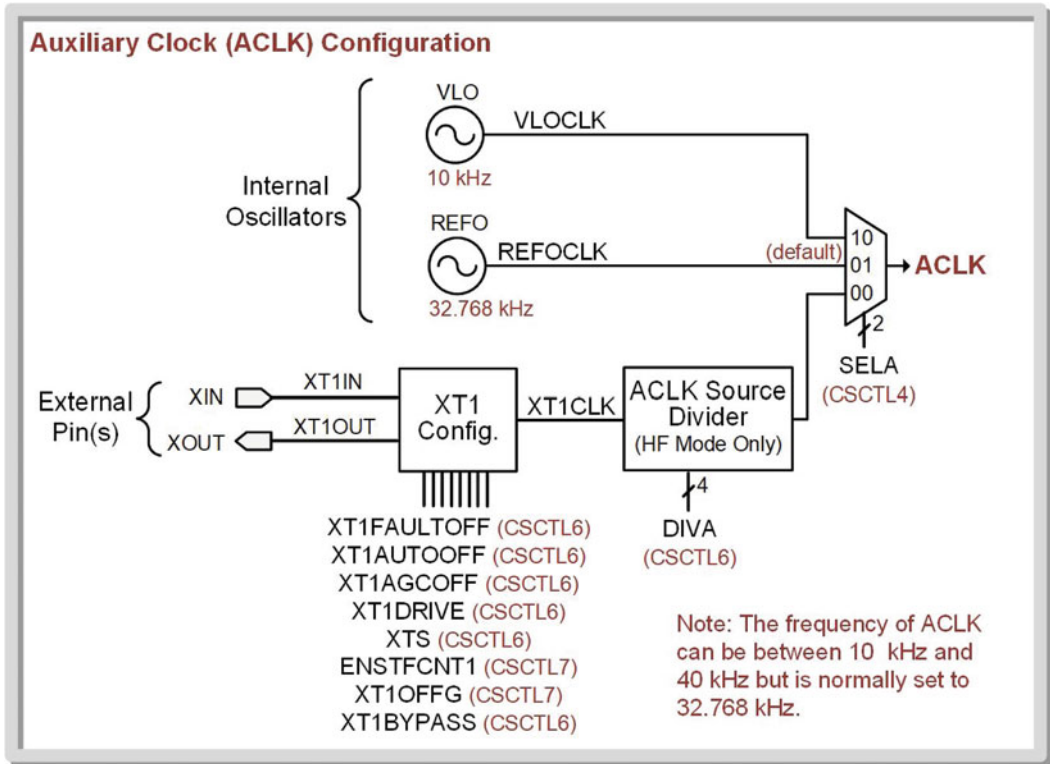 Auxiliary Clock (ACLK) Configuration
VLO
VLOCLK
10 kHz
Internal
Oscillators
REFO
REFOCLK
32.768 kHz
(default)
10
01
00
ACLK
2
SELA
(CSCTL4)
External
Pin(s)
XIN
XT1IN
XOUT
XT1OUT
XT1
Config.
XT1CLK
ACLK Source
Divider
(HF Mode Only)
4
DIVA
(CSCTL6)
XT1FAULTOFF (CSCTL6)
XT1AUTOOFF (CSCTL6)
XT1AGCOFF (CSCTL6)
XT1DRIVE (CSCTL6)
XTS (CSCTL6)
ENSTFCNT1 (CSCTL7)
XT1OFFG (CSCTL7)
XT1BYPASS (CSCTL6)
Note: The frequency of ACLK
can be between 10 kHz and
40 kHz but is normally set to
32.768 kHz.